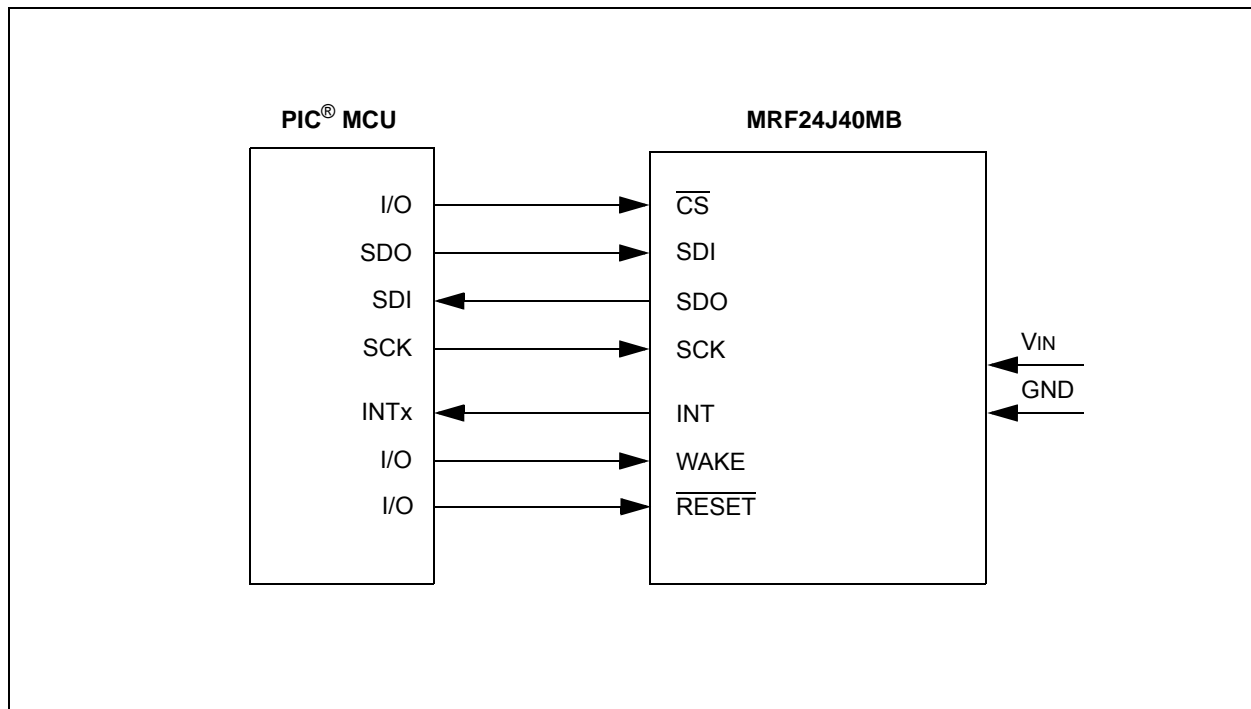 PIC® MCU
MRF24J40MB
I/O
CS
SDO
SDI
SDI
SDO
SCK
SCK
INTx
INT
I/O
WAKE
I/O
RESET
VIN
GND